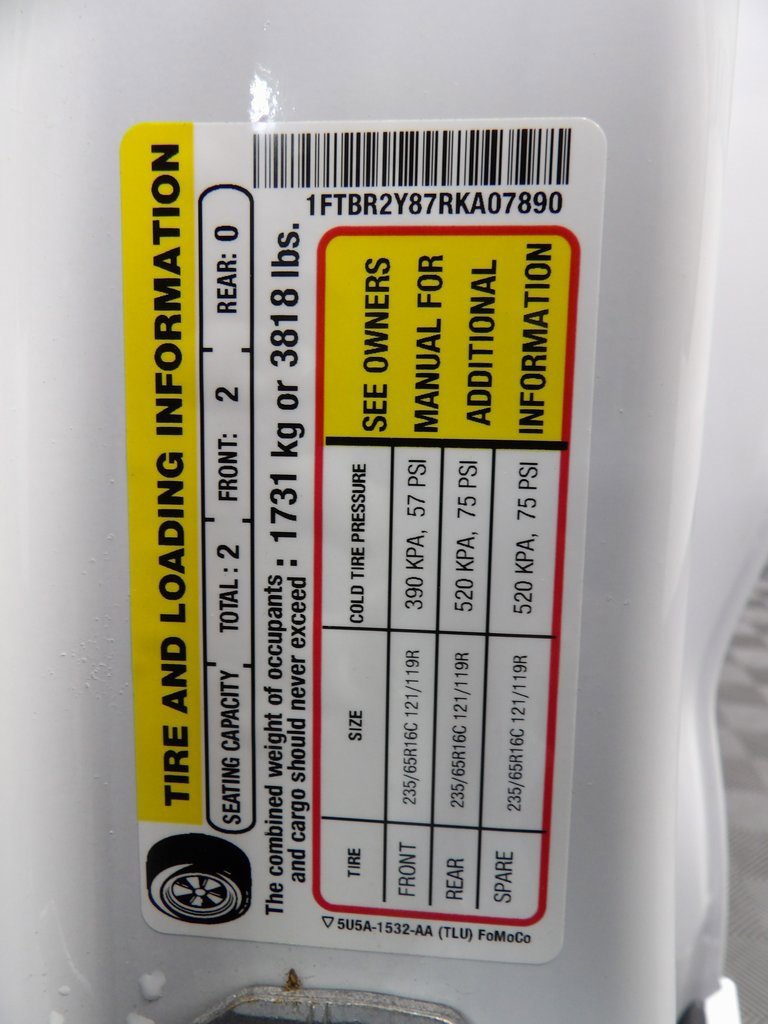 1FTBR2Y87RKA07890
TIRE AND LOADING INFORMATION
SEATING CAPACITY TOTAL : 2 FRONT: 2 REAR: 0
The combined weight of occupants
and cargo should never exceed : 1731 kg or 3818 lbs.
TIRE SIZE COLD TIRE PRESSURE
FRONT 235/65R16C 121/119R 390 KPA, 57 PSI
REAR 235/65R16C 121/119R 520 KPA, 75 PSI
SPARE 235/65R16C 121/119R 520 KPA, 75 PSI
SEE OWNERS
MANUAL FOR
ADDITIONAL
INFORMATION
5U5A-1532-AA (TLU) FoMoCo